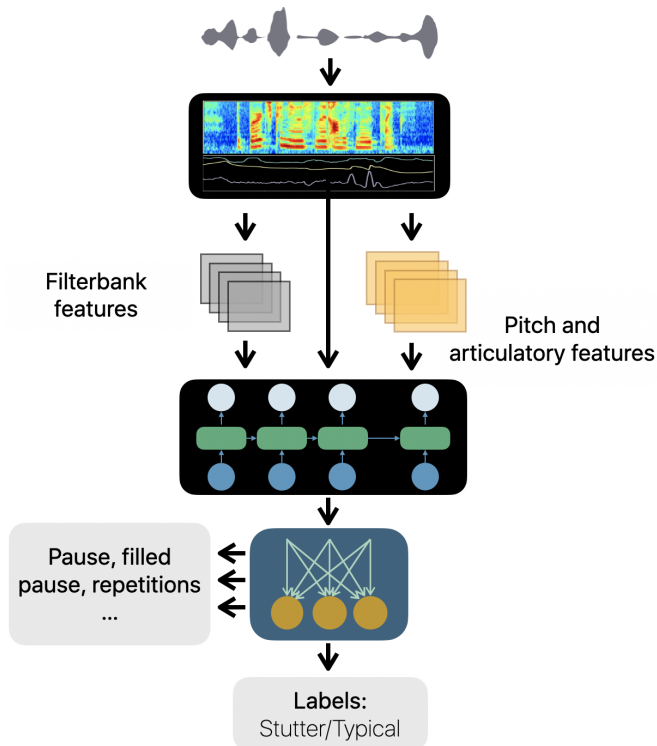 Filterbank
features
Pitch and
articulatory features
Pause, filled
pause, repetitions
...
Labels:
Stutter/Typical